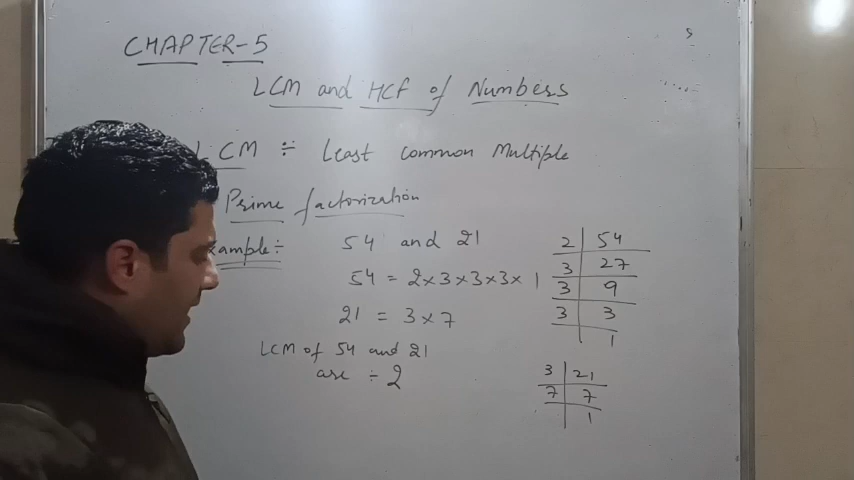 CHAPTER-5
LCM and HCF of Numbers
LCM ÷ Least common Multiple
Prime factorization
xample ÷
54 and 21
54 = 2×3×3×3×1
21 = 3×7
LCM of 54 and 21
are ÷ 2
2 | 54
3 | 27
3 | 9
3 | 3
1
3 | 21
7 | 7
1